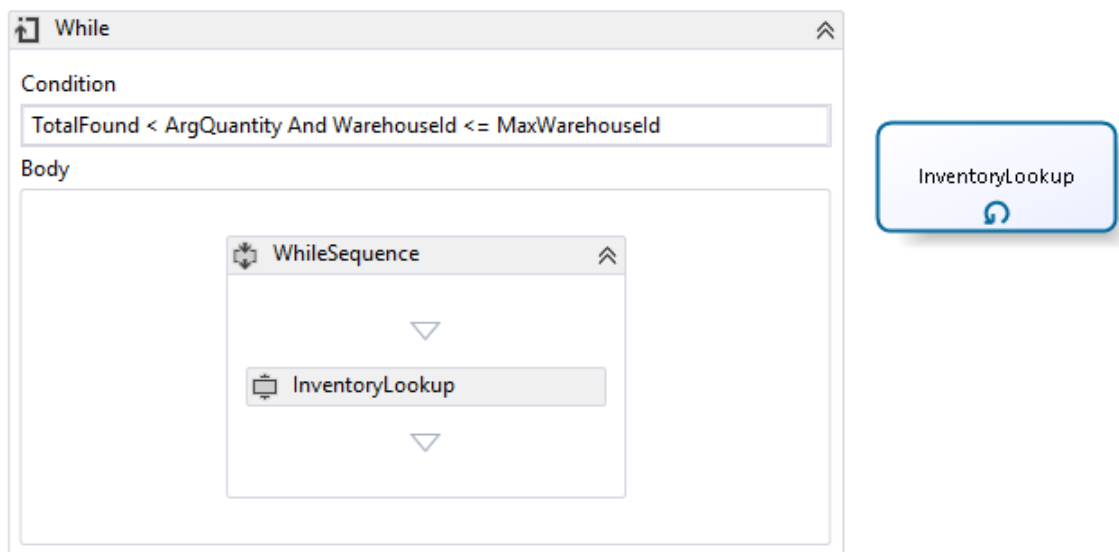 While
Condition
TotalFound < ArgQuantity And WarehouseId <= MaxWarehouseId
Body
WhileSequence
InventoryLookup
InventoryLookup